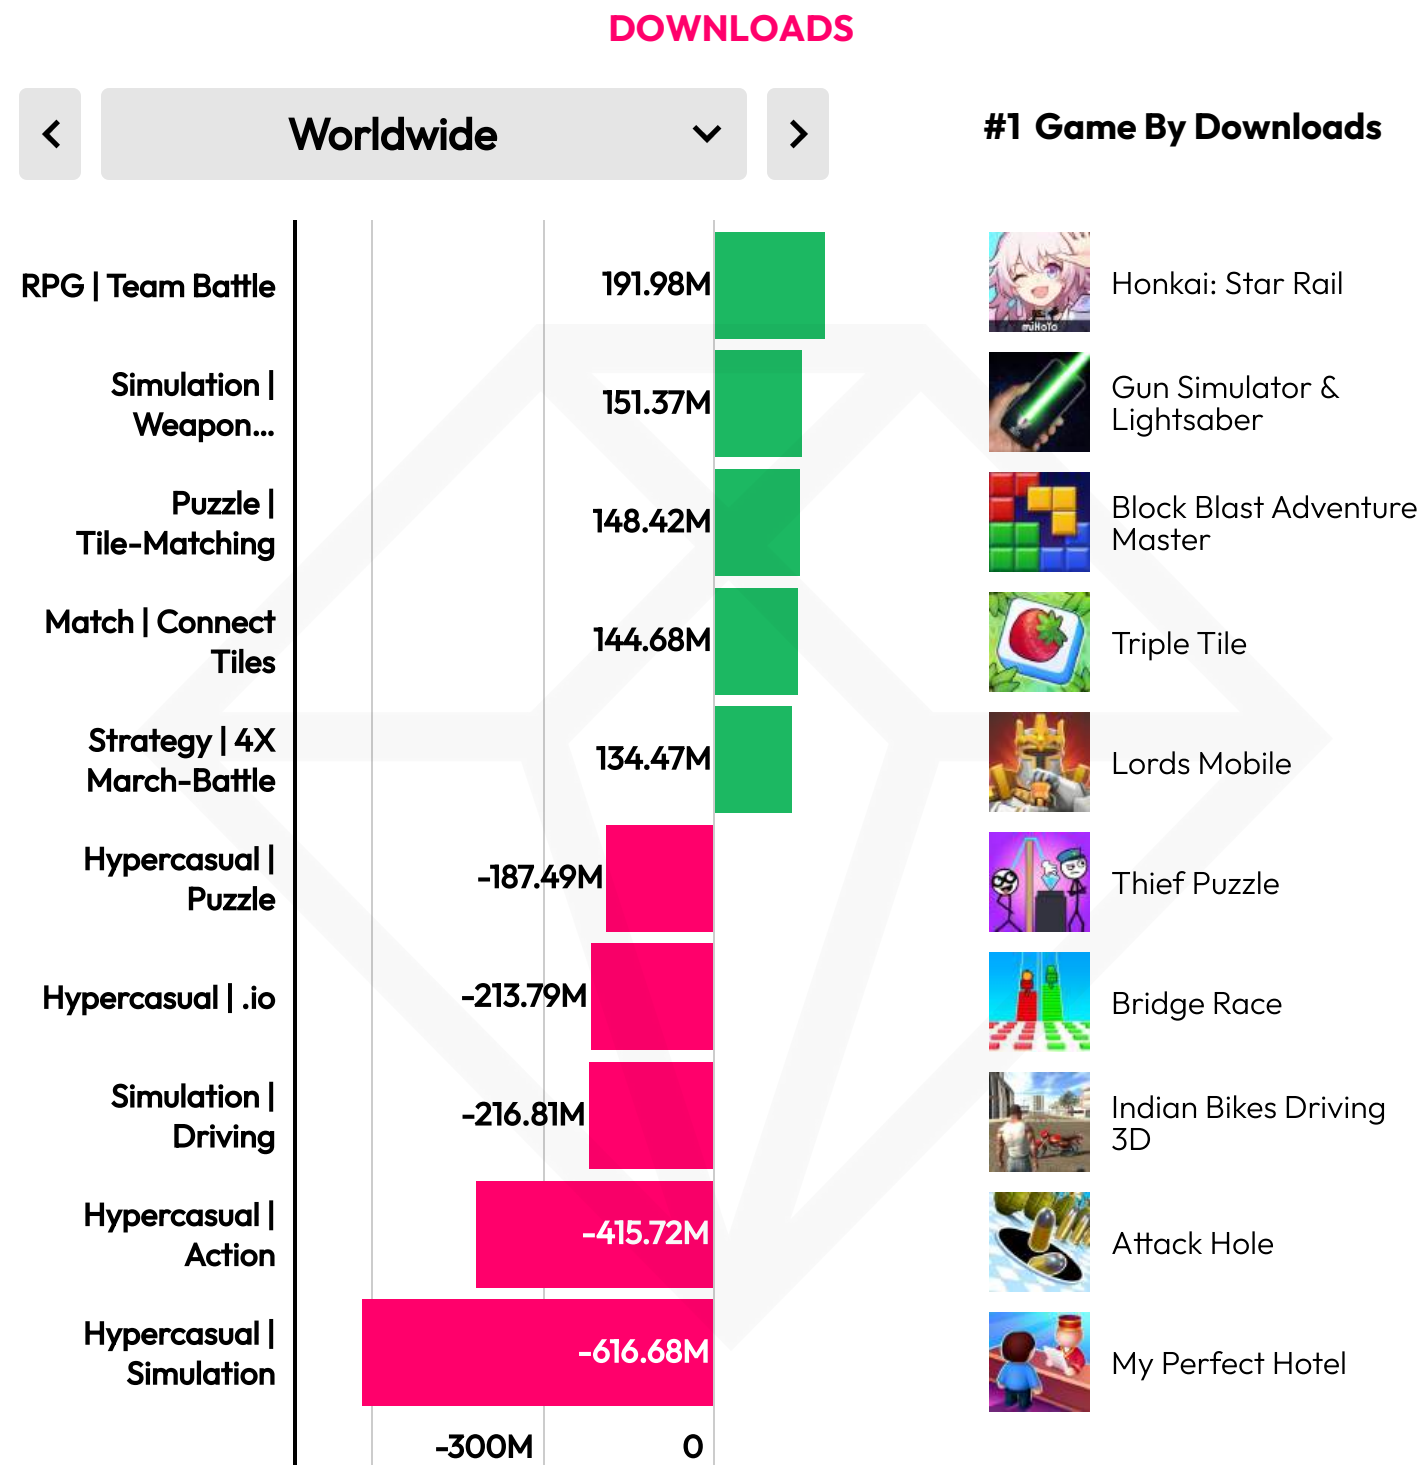 DOWNLOADS
Worldwide
#1 Game By Downloads
RPG | Team Battle
191.98M
Honkai: Star Rail
miHoYo
Simulation |
Weapon...
151.37M
Gun Simulator &
Lightsaber
Puzzle |
Tile-Matching
148.42M
Block Blast Adventure
Master
Match | Connect
Tiles
144.68M
Triple Tile
Strategy | 4X
March-Battle
134.47M
Lords Mobile
Hypercasual |
Puzzle
-187.49M
Thief Puzzle
Hypercasual | .io
-213.79M
Bridge Race
Simulation |
Driving
-216.81M
Indian Bikes Driving
3D
Hypercasual |
Action
-415.72M
Attack Hole
Hypercasual |
Simulation
-616.68M
My Perfect Hotel
-300M
0